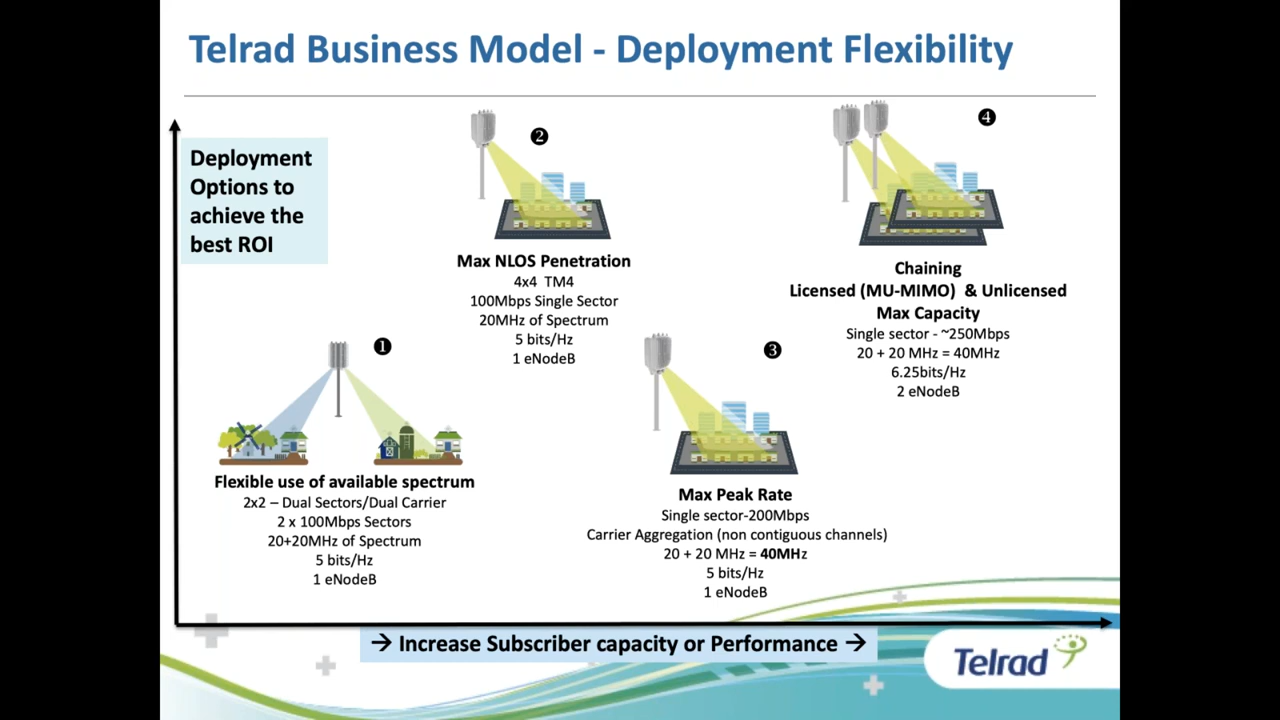 Telrad Business Model - Deployment Flexibility
Deployment
Options to
achieve the
best ROI
❶
Flexible use of available spectrum
2x2 – Dual Sectors/Dual Carrier
2 x 100Mbps Sectors
20+20MHz of Spectrum
5 bits/Hz
1 eNodeB
❷
Max NLOS Penetration
4x4 TM4
100Mbps Single Sector
20MHz of Spectrum
5 bits/Hz
1 eNodeB
❸
Max Peak Rate
Single sector-200Mbps
Carrier Aggregation (non contiguous channels)
20 + 20 MHz = 40MHz
5 bits/Hz
1 eNodeB
❹
Chaining
Licensed (MU-MIMO) & Unlicensed
Max Capacity
Single sector - ~250Mbps
20 + 20 MHz = 40MHz
6.25bits/Hz
2 eNodeB
→ Increase Subscriber capacity or Performance →
Telrad